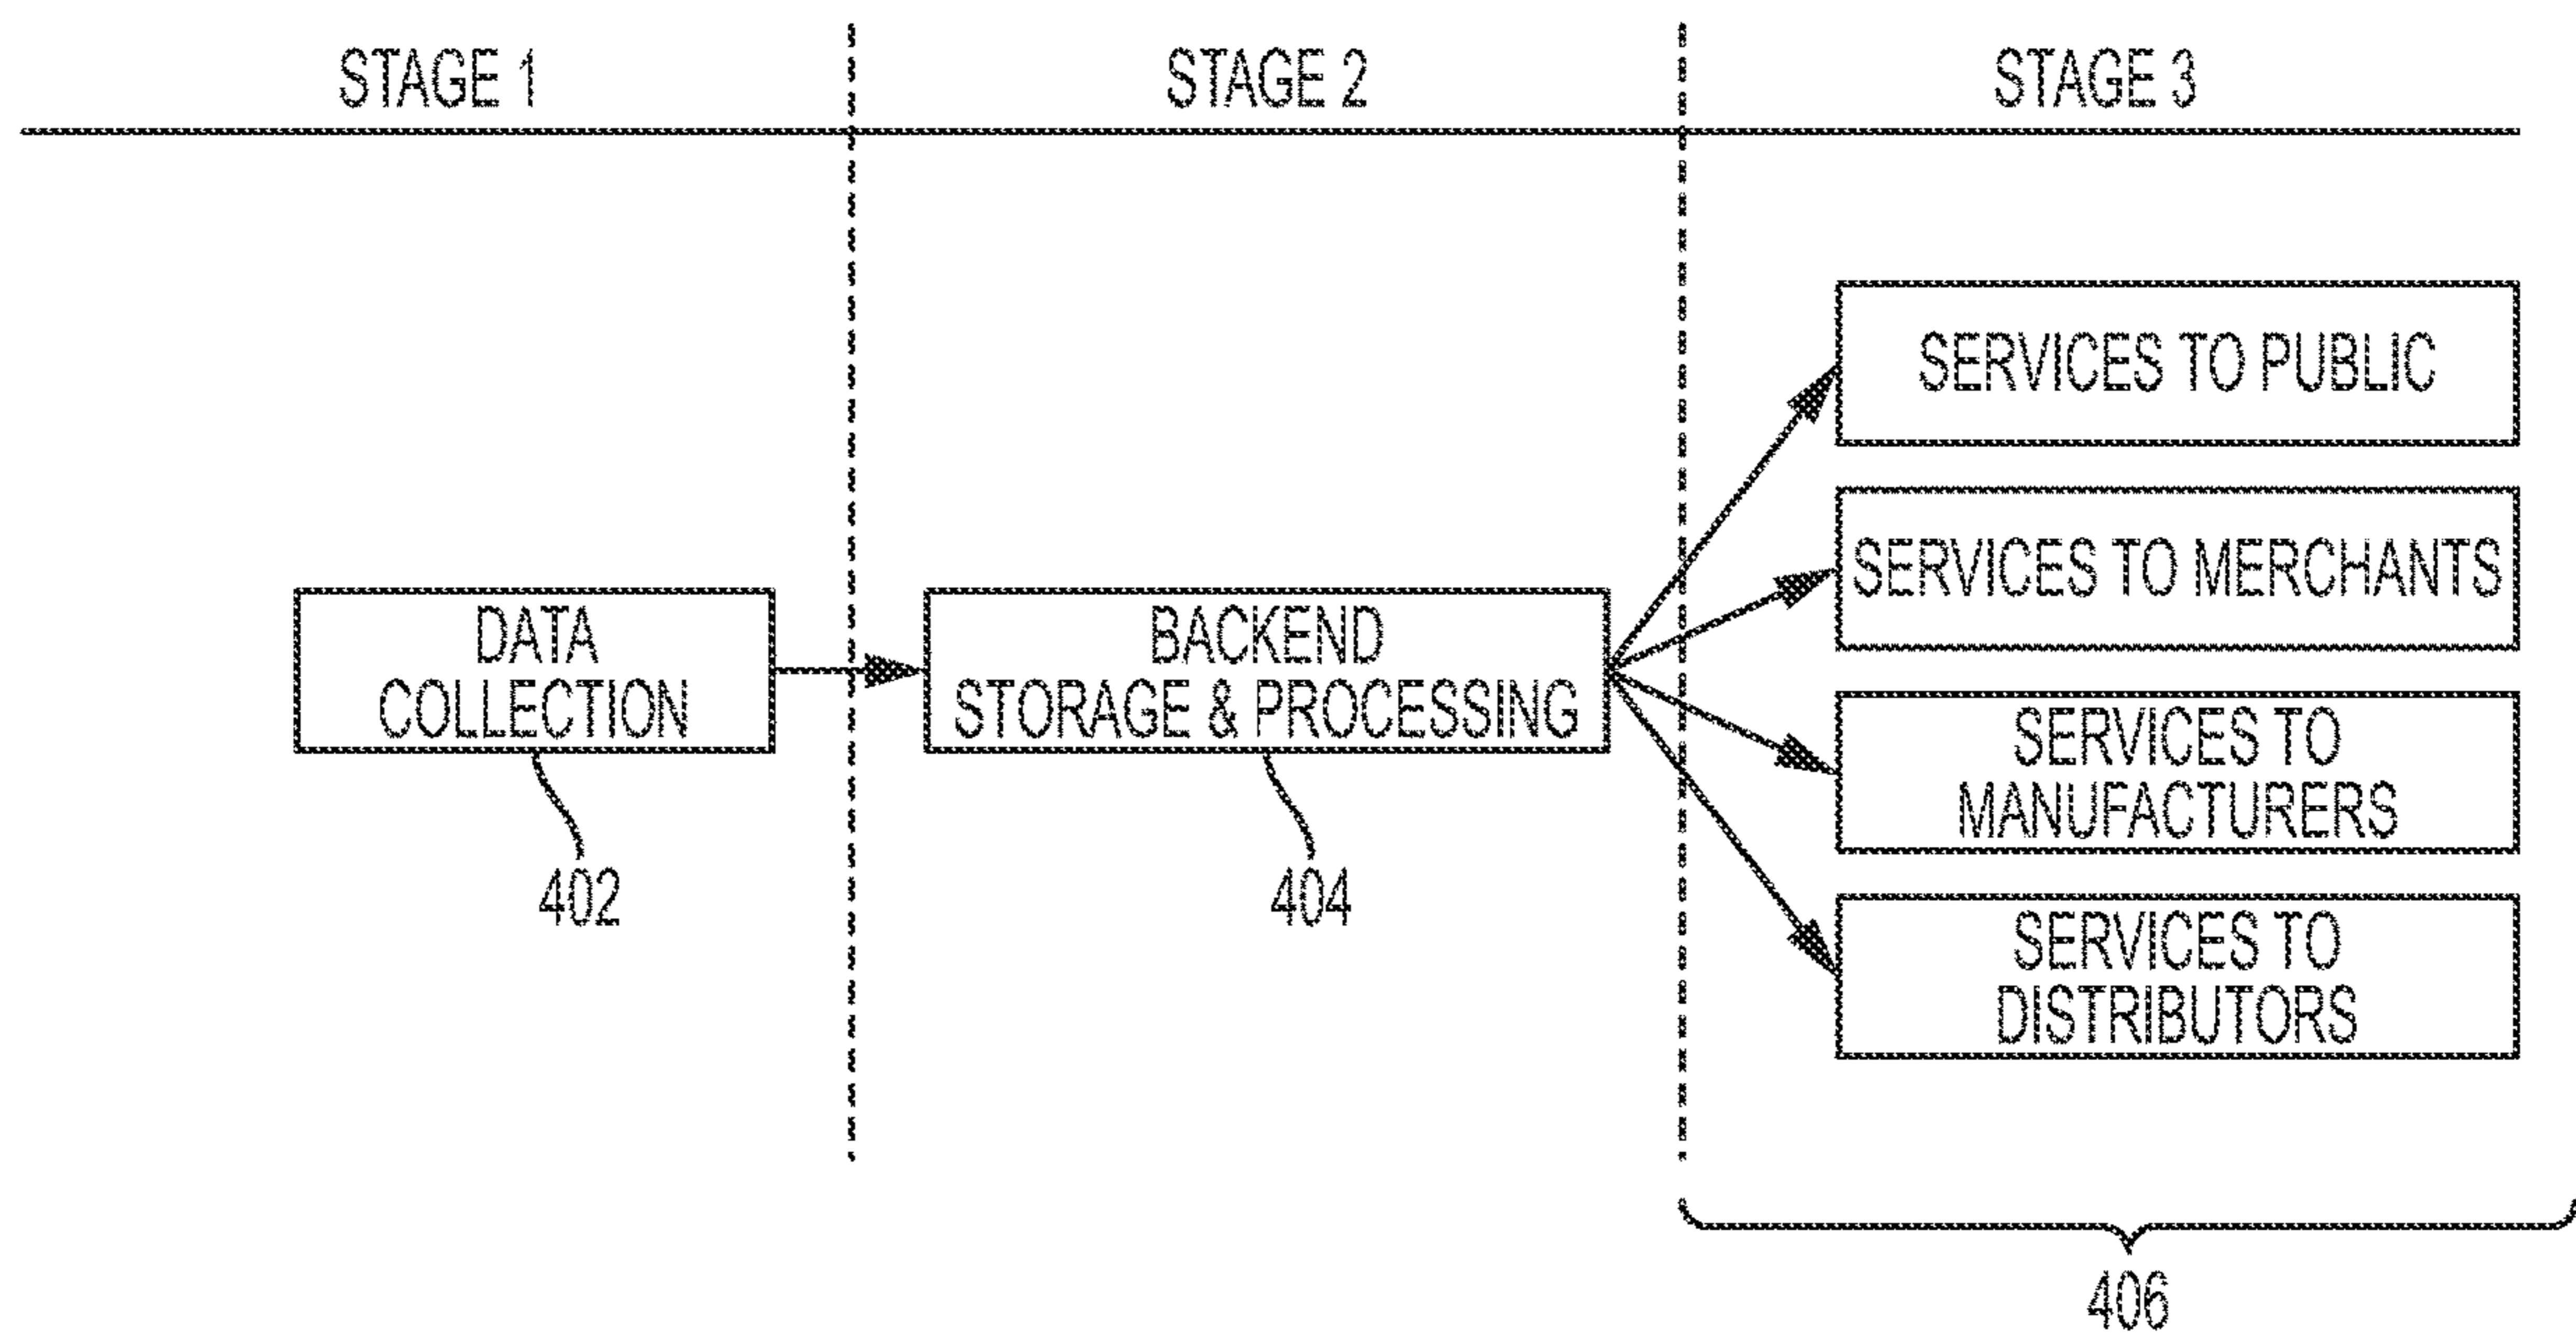 STAGE 1
STAGE 2
STAGE 3
DATA
COLLECTION
402
BACKEND
STORAGE & PROCESSING
404
SERVICES TO PUBLIC
SERVICES TO MERCHANTS
SERVICES TO
MANUFACTURERS
SERVICES TO
DISTRIBUTORS
406